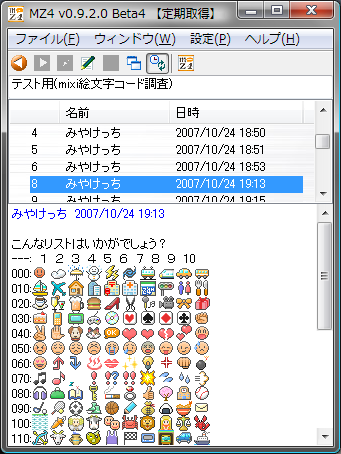 MZ4 v0.9.2.0 Beta4 【定期取得】
ファイル(F) ウィンドウ(W) 設定(P) ヘルプ(H)
テスト用(mixi絵文字コード調査)
名前 日時
4 みやけっち 2007/10/24 18:50
5 みやけっち 2007/10/24 18:51
6 みやけっち 2007/10/24 18:53
8 みやけっち 2007/10/24 19:13
9 みやけっち 2007/10/24 19:15
みやけっち 2007/10/24 19:13
こんなリストはいかがでしょう？
---: 1 2 3 4 5 6 7 8 9 10
000:
010:
020:
030:
040:
050:
060:
070:
080:
090:
100:
110: